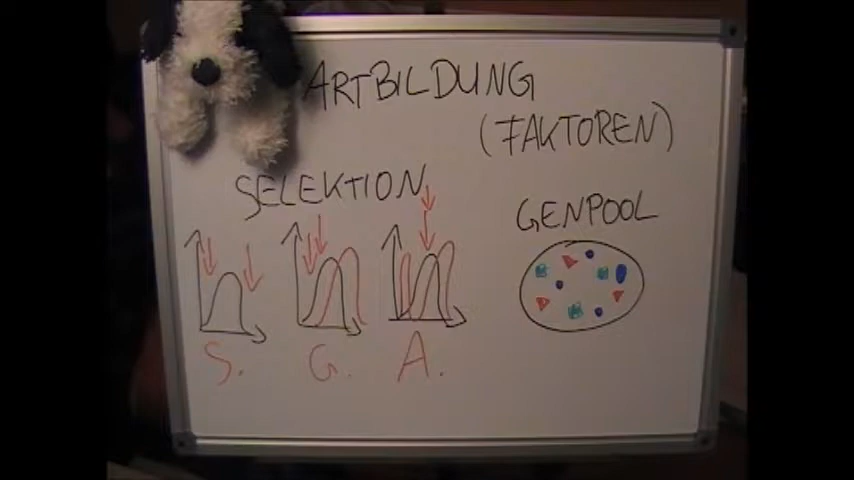 ARTBILDUNG
(FAKTOREN)
SELEKTION
GENPOOL
S. G. A.